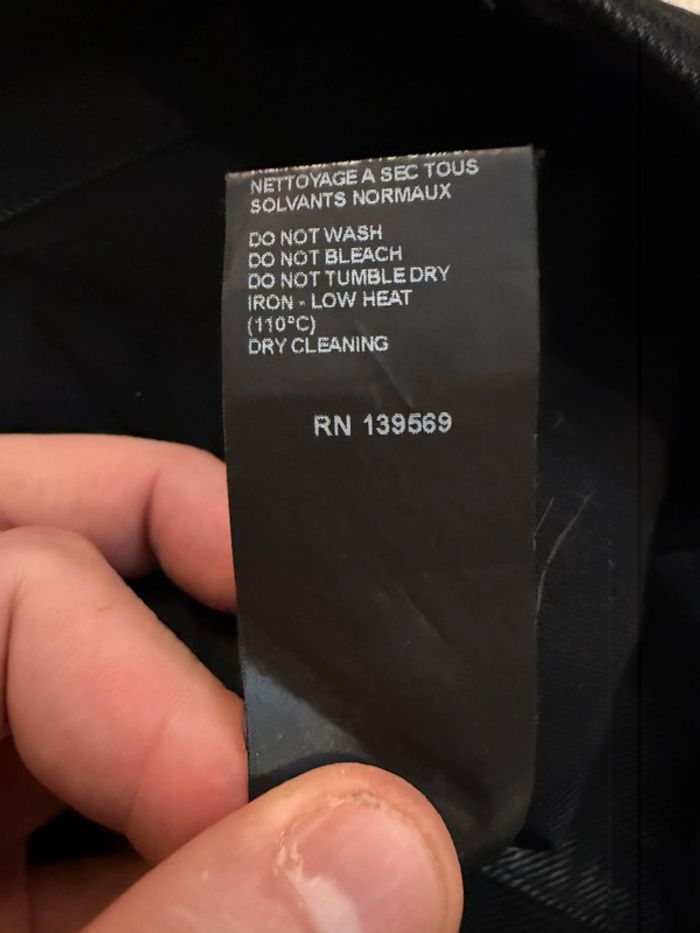 NETTOYAGE A SEC TOUS
SOLVANTS NORMAUX
DO NOT WASH
DO NOT BLEACH
DO NOT TUMBLE DRY
IRON - LOW HEAT
(110°C)
DRY CLEANING
RN 139569